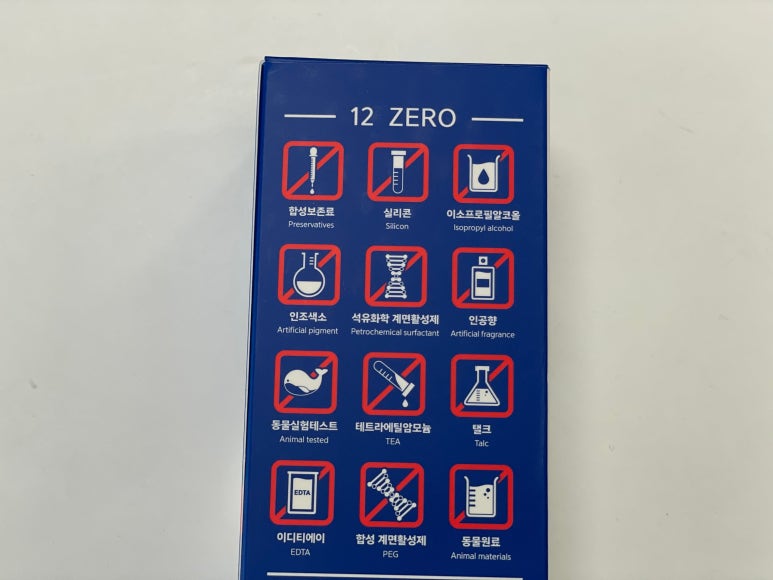 12 ZERO
합성보존료 실리콘 이소프로필알코올
Preservatives Silicon Isopropyl alcohol
인조색소 석유화학 계면활성제 인공향
Artificial pigment Petrochemical surfactant Artificial fragrance
동물실험테스트 테트라에틸암모늄 탤크
Animal tested TEA Talc
EDTA
이디티에이 합성 계면활성제 동물원료
EDTA PEG Animal materials